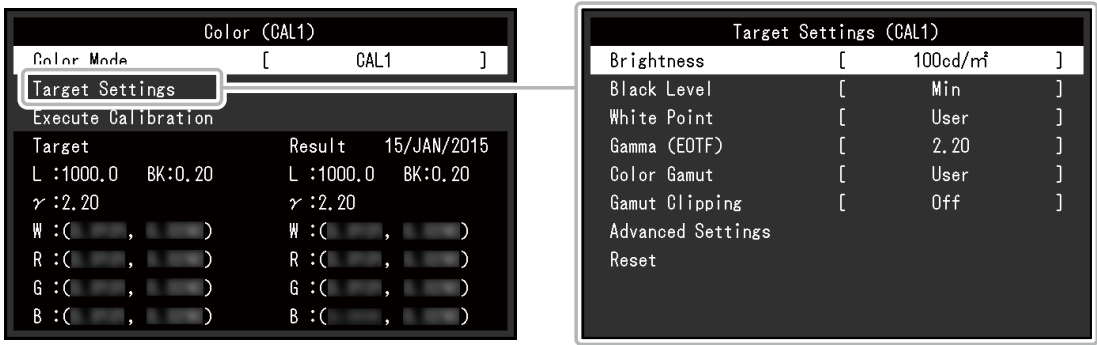 Color (CAL1)
Color Mode [ CAL1 ]
Target Settings
Execute Calibration
Target Result 15/JAN/2015
L :1000.0 BK:0.20 L :1000.0 BK:0.20
γ :2.20 γ :2.20
W :( , ) W :( , )
R :( , ) R :( , )
G :( , ) G :( , )
B :( , ) B :( , )
Target Settings (CAL1)
Brightness [ 100cd/㎡ ]
Black Level [ Min ]
White Point [ User ]
Gamma (EOTF) [ 2.20 ]
Color Gamut [ User ]
Gamut Clipping [ Off ]
Advanced Settings
Reset